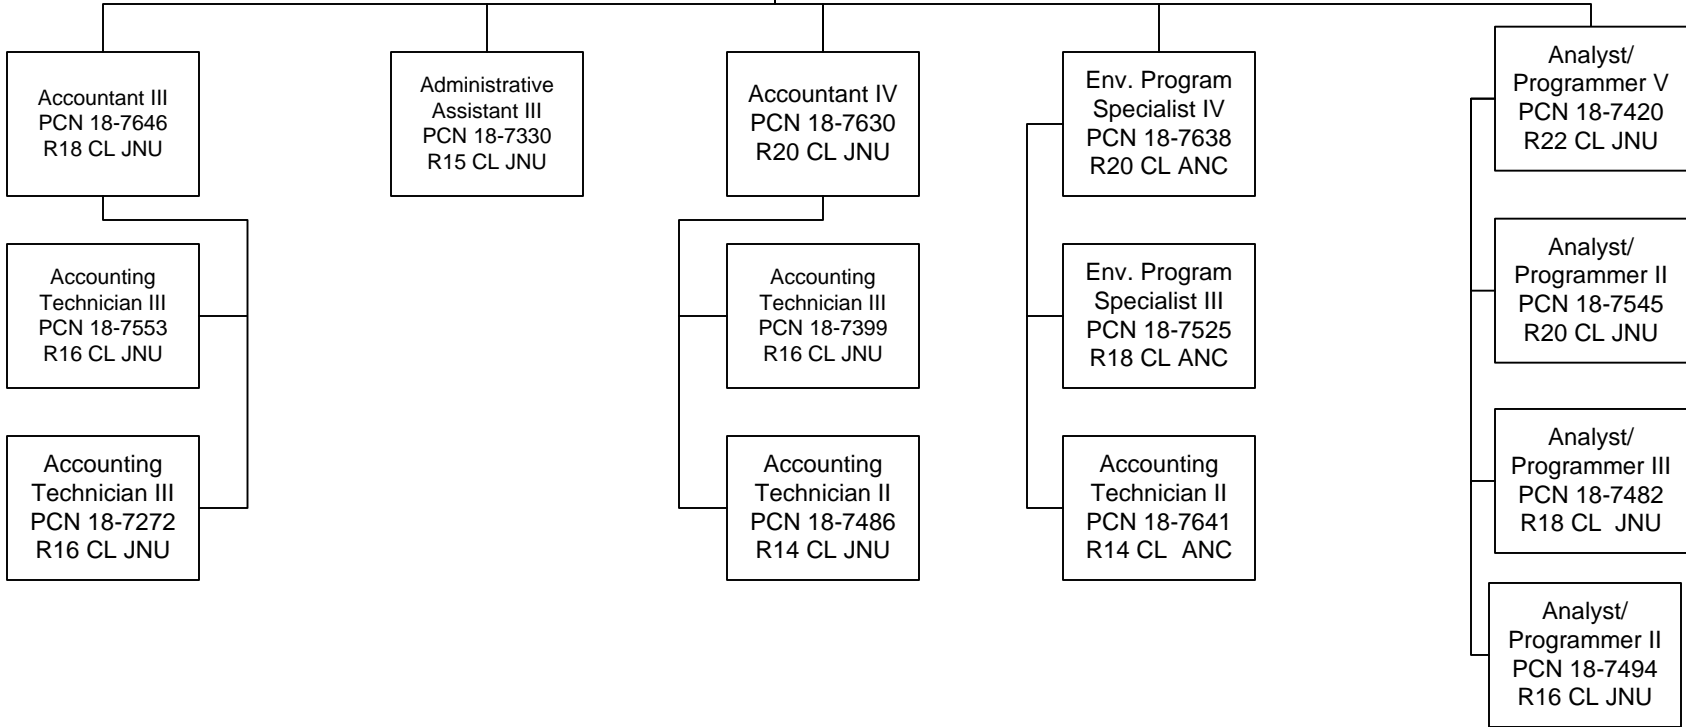 Accountant III
PCN 18-7646
R18 CL JNU
Administrative
Assistant III
PCN 18-7330
R15 CL JNU
Accountant IV
PCN 18-7630
R20 CL JNU
Env. Program
Specialist IV
PCN 18-7638
R20 CL ANC
Analyst/
Programmer V
PCN 18-7420
R22 CL JNU
Accounting
Technician III
PCN 18-7553
R16 CL JNU
Accounting
Technician III
PCN 18-7399
R16 CL JNU
Env. Program
Specialist III
PCN 18-7525
R18 CL ANC
Analyst/
Programmer II
PCN 18-7545
R20 CL JNU
Accounting
Technician III
PCN 18-7272
R16 CL JNU
Accounting
Technician II
PCN 18-7486
R14 CL JNU
Accounting
Technician II
PCN 18-7641
R14 CL ANC
Analyst/
Programmer III
PCN 18-7482
R18 CL JNU
Analyst/
Programmer II
PCN 18-7494
R16 CL JNU